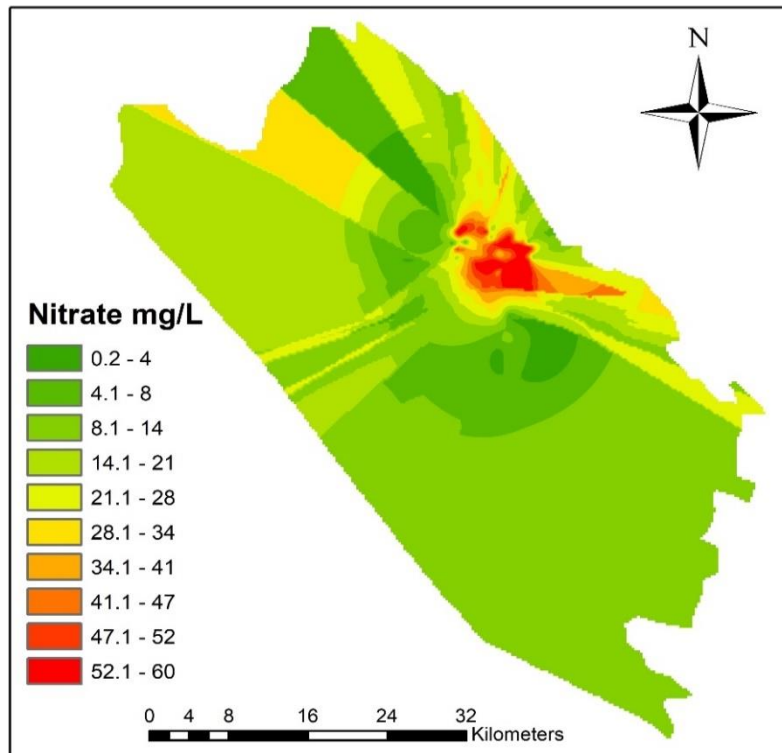 N
Nitrate mg/L
0.2 - 4
4.1 - 8
8.1 - 14
14.1 - 21
21.1 - 28
28.1 - 34
34.1 - 41
41.1 - 47
47.1 - 52
52.1 - 60
0 4 8 16 24 32
Kilometers